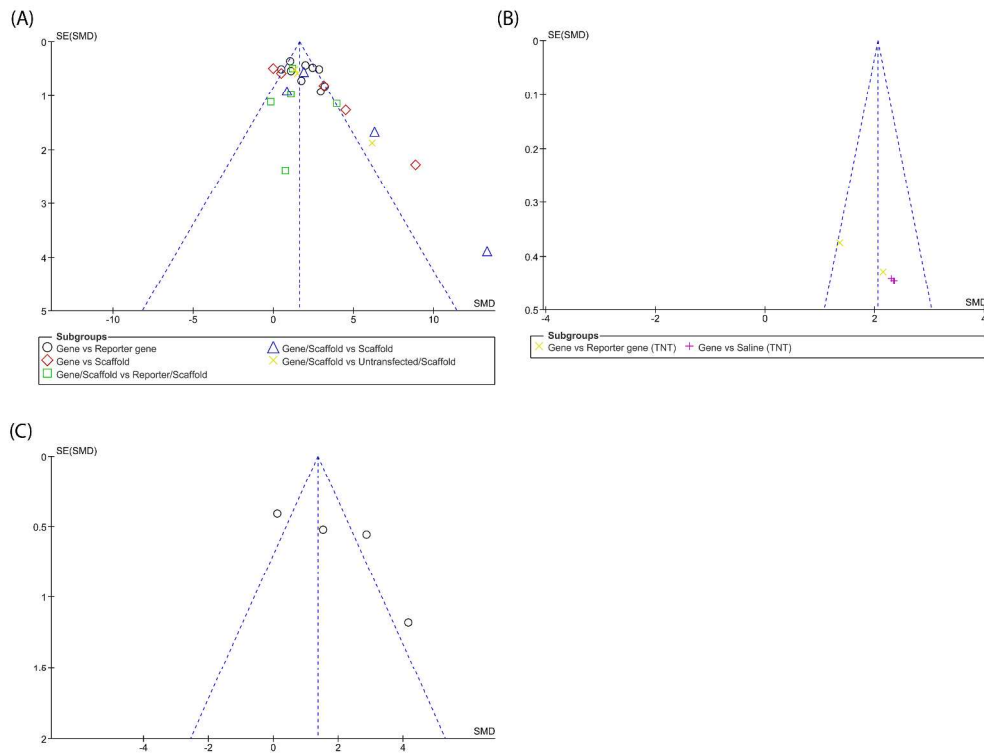 (A)
SE(SMD)
0
1
2
3
4
5
-10 -5 0 5 10
SMD
Subgroups
Gene vs Reporter gene
Gene vs Scaffold
Gene/Scaffold vs Reporter/Scaffold
Gene/Scaffold vs Scaffold
Gene/Scaffold vs Untransfected/Scaffold
(B)
SE(SMD)
0
0.1
0.2
0.3
0.4
0.5
-4 -2 0 2 4
SMD
Subgroups
Gene vs Reporter gene (TNT) Gene vs Saline (TNT)
(C)
SE(SMD)
0
0.5
1
1.5
2
-4 -2 0 2 4
SMD